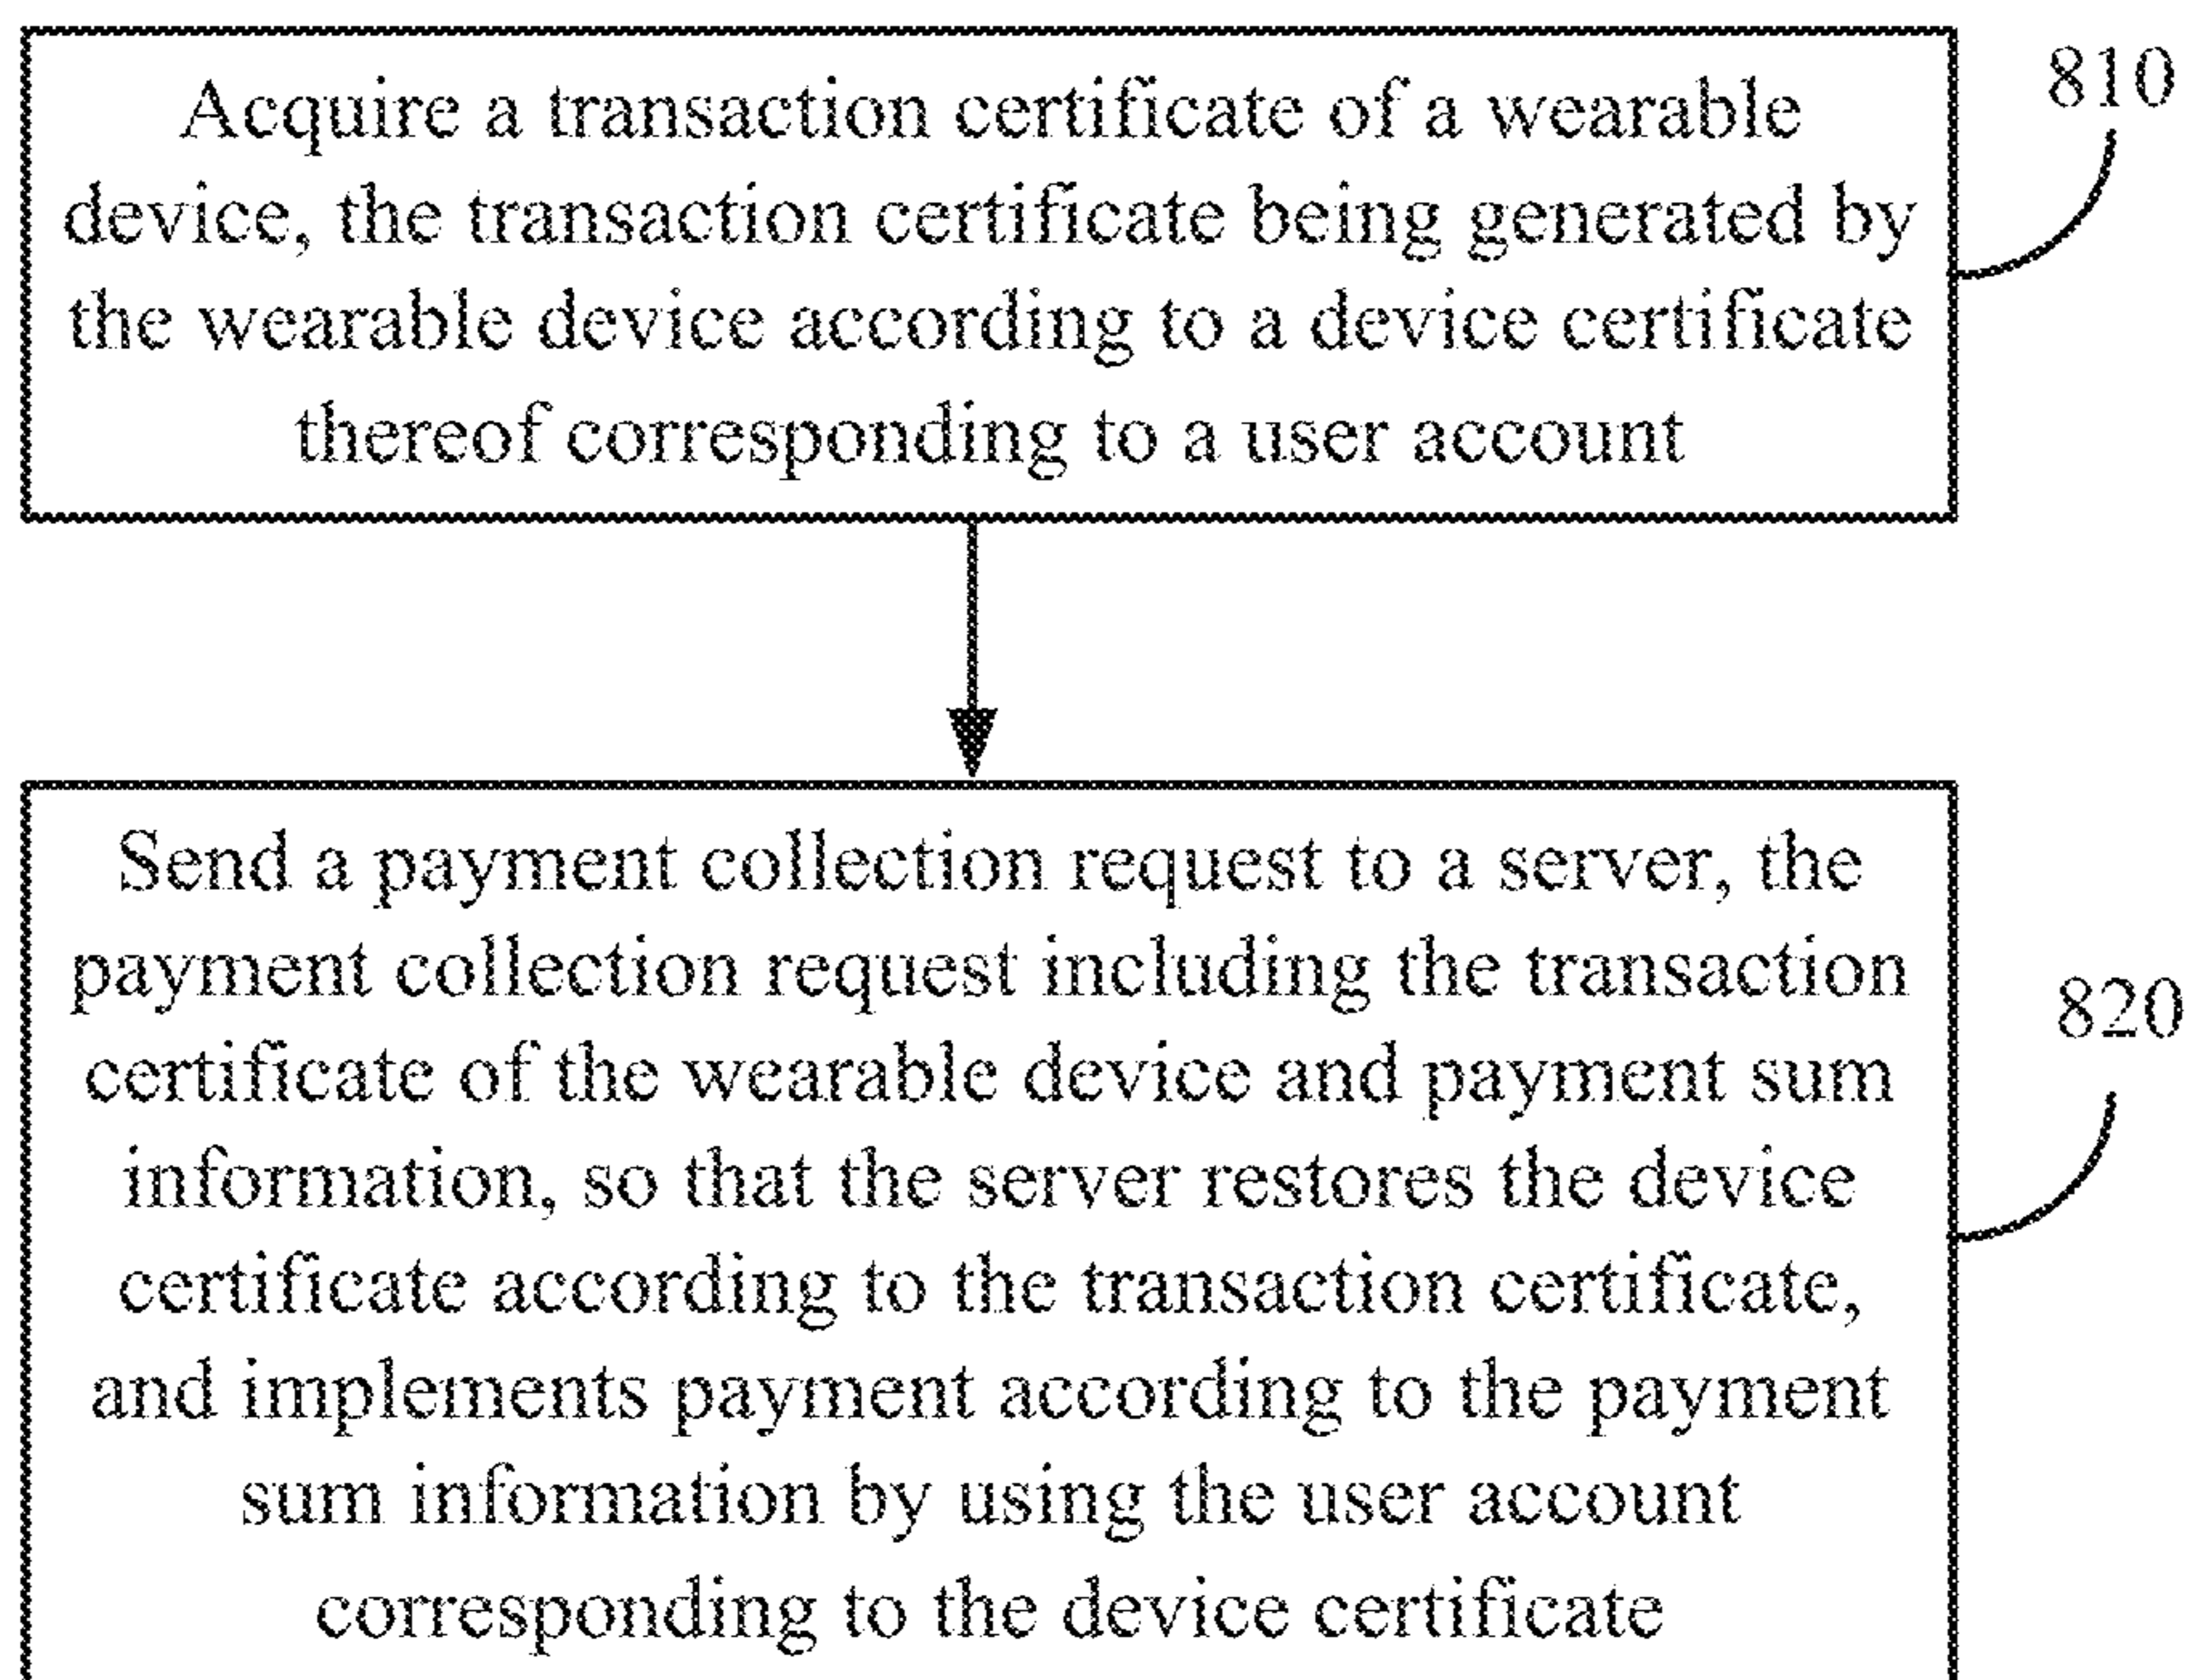 Acquire a transaction certificate of a wearable
device, the transaction certificate being generated by
the wearable device according to a device certificate
thereof corresponding to a user account
810
Send a payment collection request to a server, the
payment collection request including the transaction
certificate of the wearable device and payment sum
information, so that the server restores the device
certificate according to the transaction certificate,
and implements payment according to the payment
sum information by using the user account
corresponding to the device certificate
820